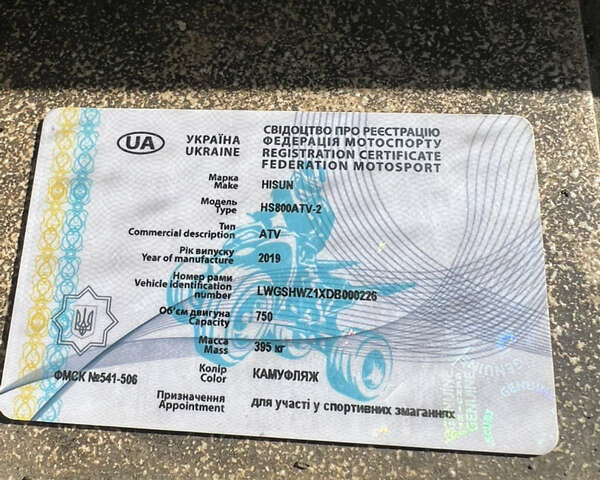 UA
УКРАЇНА
UKRAINE
СВІДОЦТВО ПРО РЕЄСТРАЦІЮ
ФЕДЕРАЦІЯ МОТОСПОРТУ
REGISTRATION CERTIFICATE
FEDERATION MOTOSPORT
Марка
Make
HISUN
Модель
Type
HS800ATV-2
Тип
Commercial description
ATV
Рік випуску
Year of manufacture
2019
Номер рами
Vehicle identification
number
LWGSHWZ1XDB000226
Об'єм двигуна
Capacity
750
Масса
Mass
395 кг
ФМСК №541-506
Колір
Color
КАМУФЛЯЖ
Призначення
Appointment
для участі у спортивних змаганнях